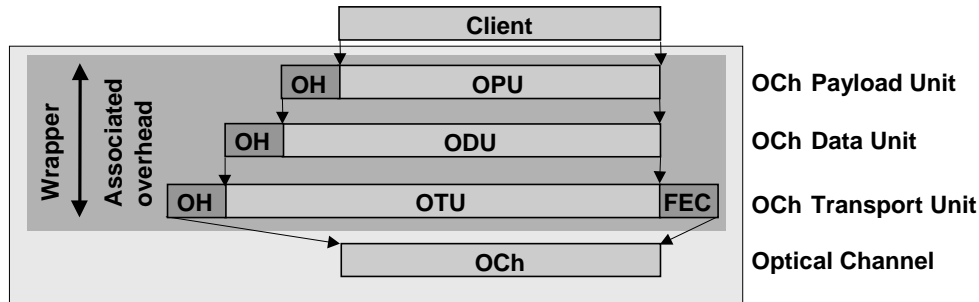 Client
OH OPU OCh Payload Unit
OH ODU OCh Data Unit
OH OTU FEC OCh Transport Unit
OCh Optical Channel
Wrapper
Associated
overhead